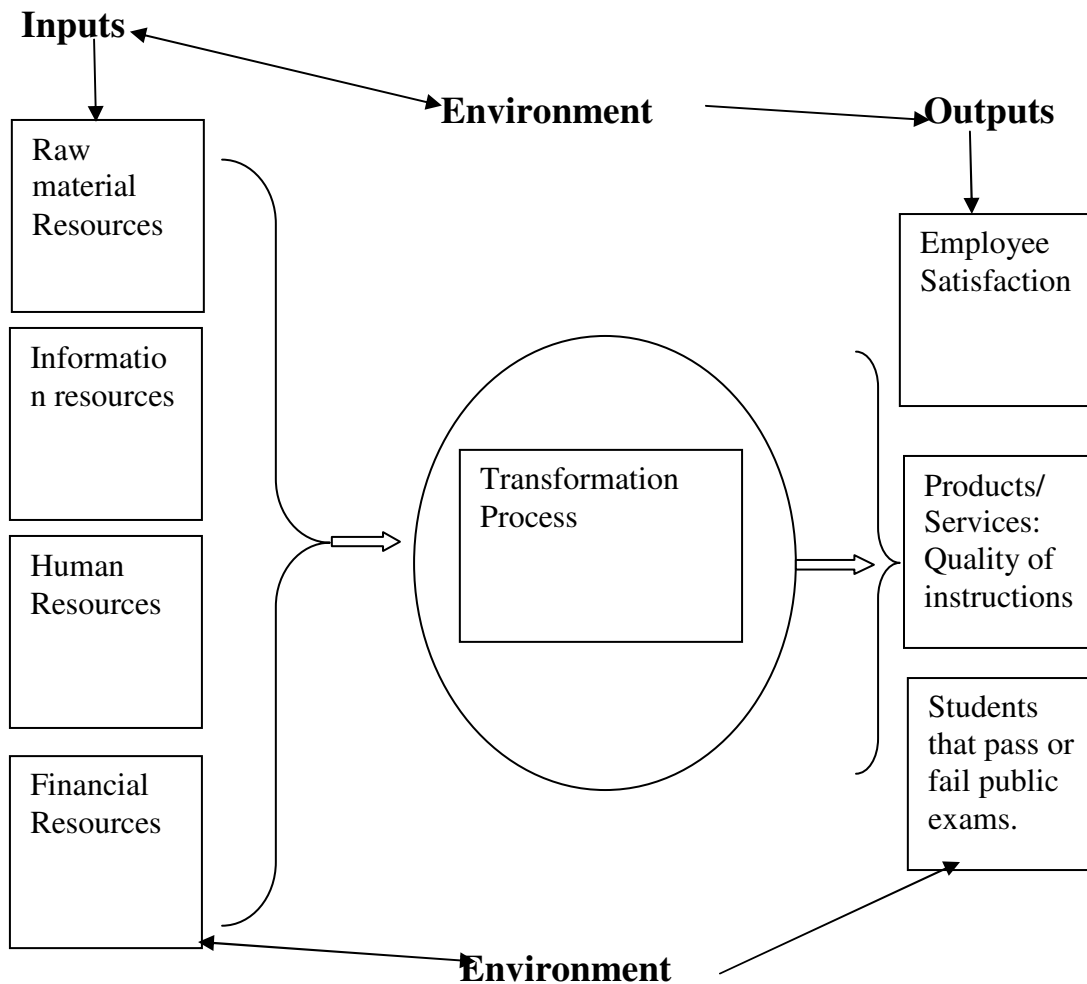 Inputs
Environment
Outputs
Raw
material
Resources
Informatio
n resources
Human
Resources
Financial
Resources
Transformation
Process
Employee
Satisfaction
Products/
Services:
Quality of
instructions
Students
that pass or
fail public
exams.
Environment